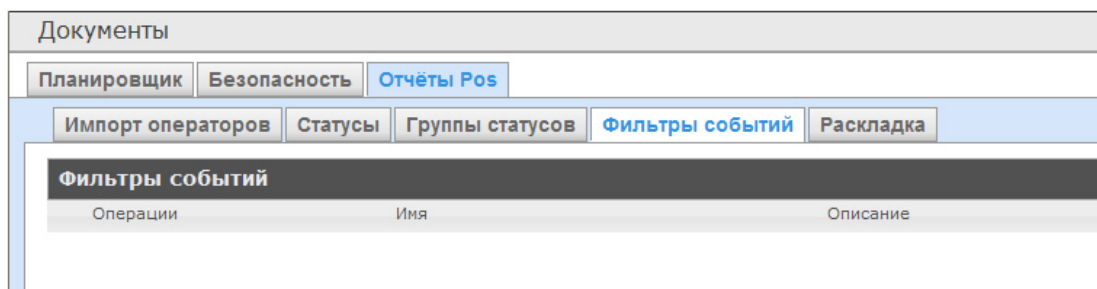 Документы
Планировщик Безопасность Отчёты Pos
Импорт операторов Статусы Группы статусов Фильтры событий Раскладка
Фильтры событий
Операции Имя Описание